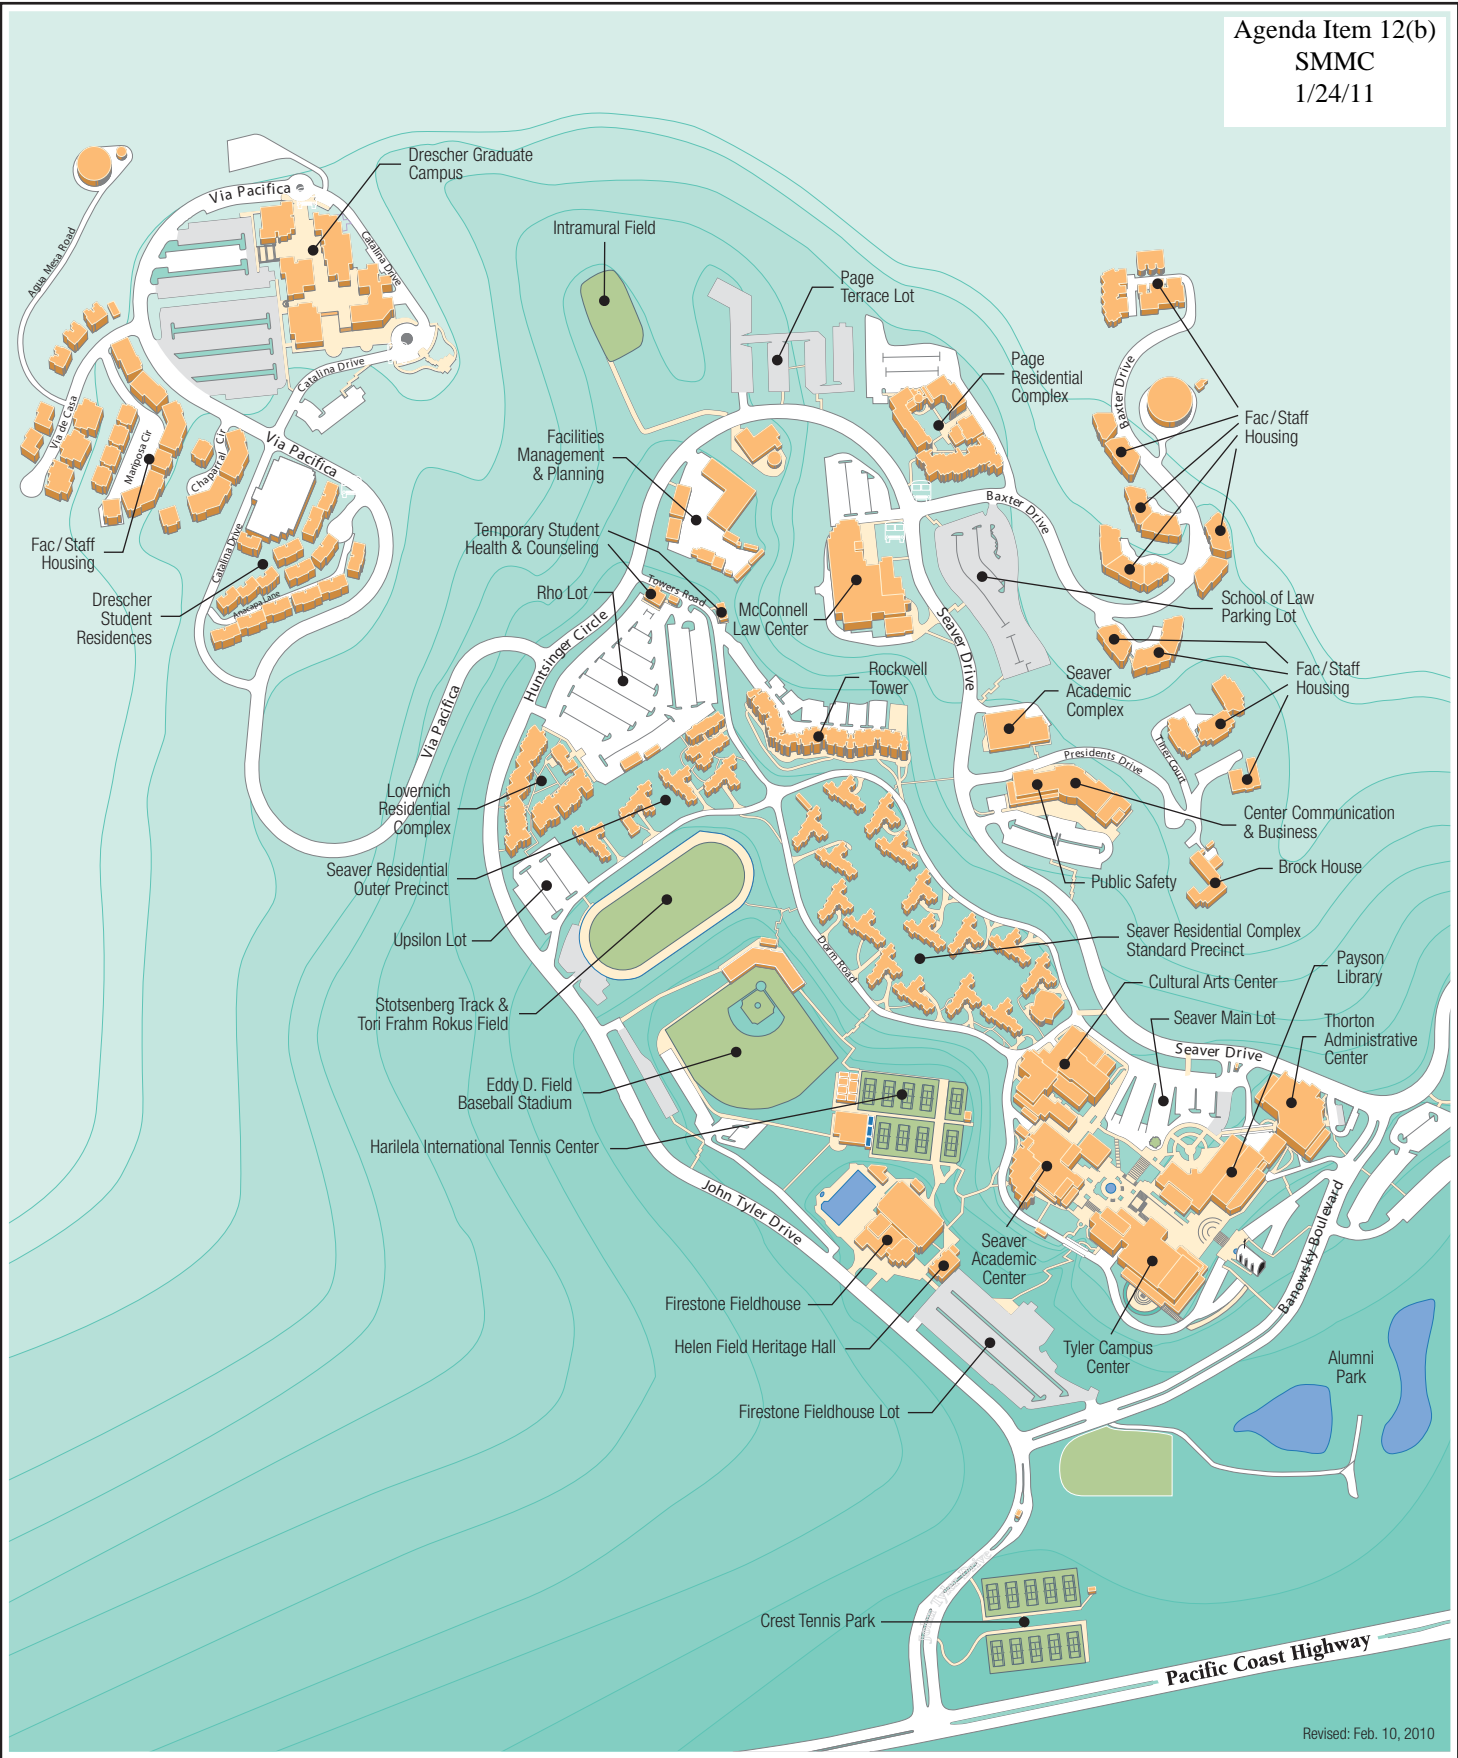 Agenda Item 12(b)
SMMC
1/24/11
Drescher Graduate
Campus
Via Pacifica
Catalina Drive
Agua Mesa Road
Intramural Field
Page
Terrace Lot
Page
Residential
Complex
Baxter Drive
Fac/Staff
Housing
Catalina Drive
Via de Casa
Mariposa Cir
Chaparral Cir
Via Pacifica
Facilities
Management
& Planning
Baxter Drive
Temporary Student
Health & Counseling
Fac/Staff
Housing
Catalina Drive
Rho Lot
Towers Road
McConnell
Law Center
School of Law
Parking Lot
Drescher
Student
Residences
Anacapa Lane
Huntsinger Circle
Seaver Drive
Rockwell
Tower
Seaver
Academic
Complex
Fac/Staff
Housing
Via Pacifica
Tiner Court
Presidents Drive
Lovernich
Residential
Complex
Center Communication
& Business
Seaver Residential
Outer Precinct
Brock House
Public Safety
Upsilon Lot
Dorm Road
Seaver Residential Complex
Standard Precinct
Payson
Library
Cultural Arts Center
Stotsenberg Track &
Tori Frahm Rokus Field
Seaver Main Lot
Thorton
Administrative
Center
Seaver Drive
Eddy D. Field
Baseball Stadium
Harilela International Tennis Center
John Tyler Drive
Seaver
Academic
Center
Banowsky Boulevard
Firestone Fieldhouse
Helen Field Heritage Hall
Tyler Campus
Center
Alumni
Park
Firestone Fieldhouse Lot
Crest Tennis Park
Pacific Coast Highway
Revised: Feb. 10, 2010